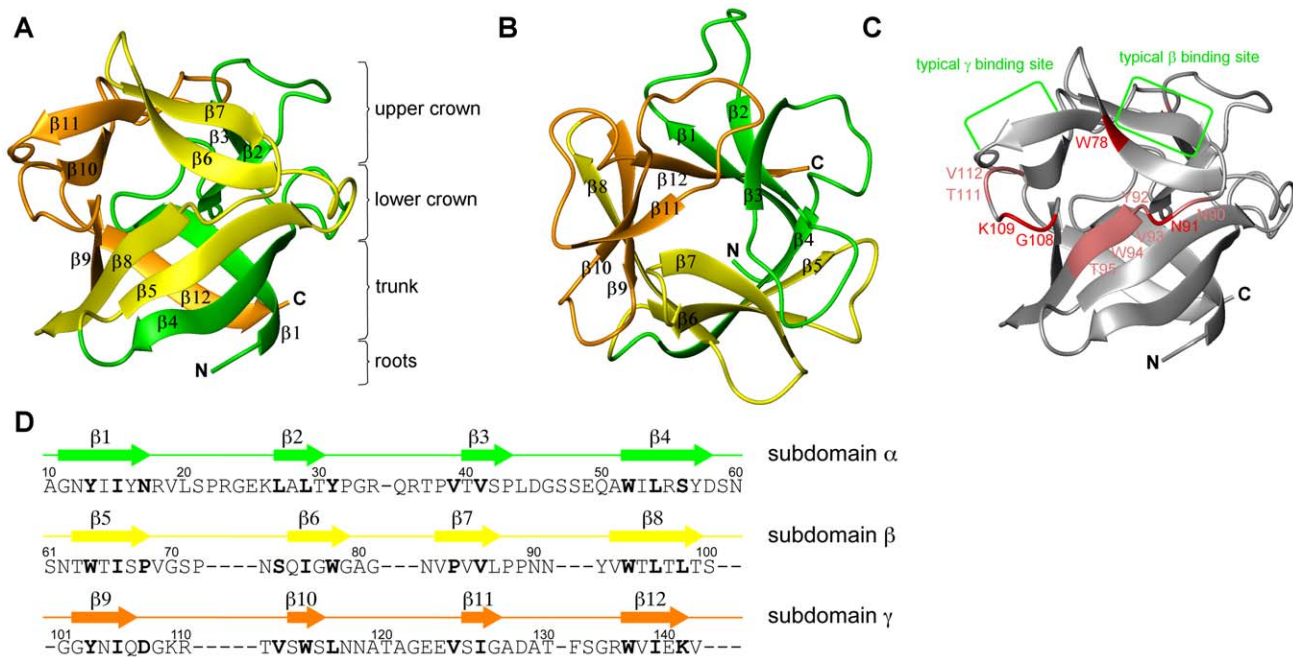 A
β11
β10
β9
β8
β5
β12
β4
β7
β3
β6
β2
β1
N
C
upper crown
lower crown
trunk
roots
B
β1
β2
β8
β12
β11
β3
β10
β9
β7
β6
β4
β5
N
C
C
typical γ binding site
typical β binding site
W78
V112
T111
K109
G108
Y92
N90
N91
V93
W94
T95
C
N
D
β1 β2 β3 β4
subdomain α
10 20 30 40 50 60
AGNYIIYNRVLSPRGEKLALTYPGR-QRTPVTVSPLDGSSEQAWILRSYDSN
β5 β6 β7 β8
subdomain β
61 70 80 90 100
SNTWTISPVGSP----NSQIGWGAG---NVPVVLPPNN---YVWTLTLTS--
β9 β10 β11 β12
subdomain γ
101 110 120 130 140
-GGYNIQDGKR-----TVSWSLNNATAGEEVSIGADAT-FSGRWVIEKV---